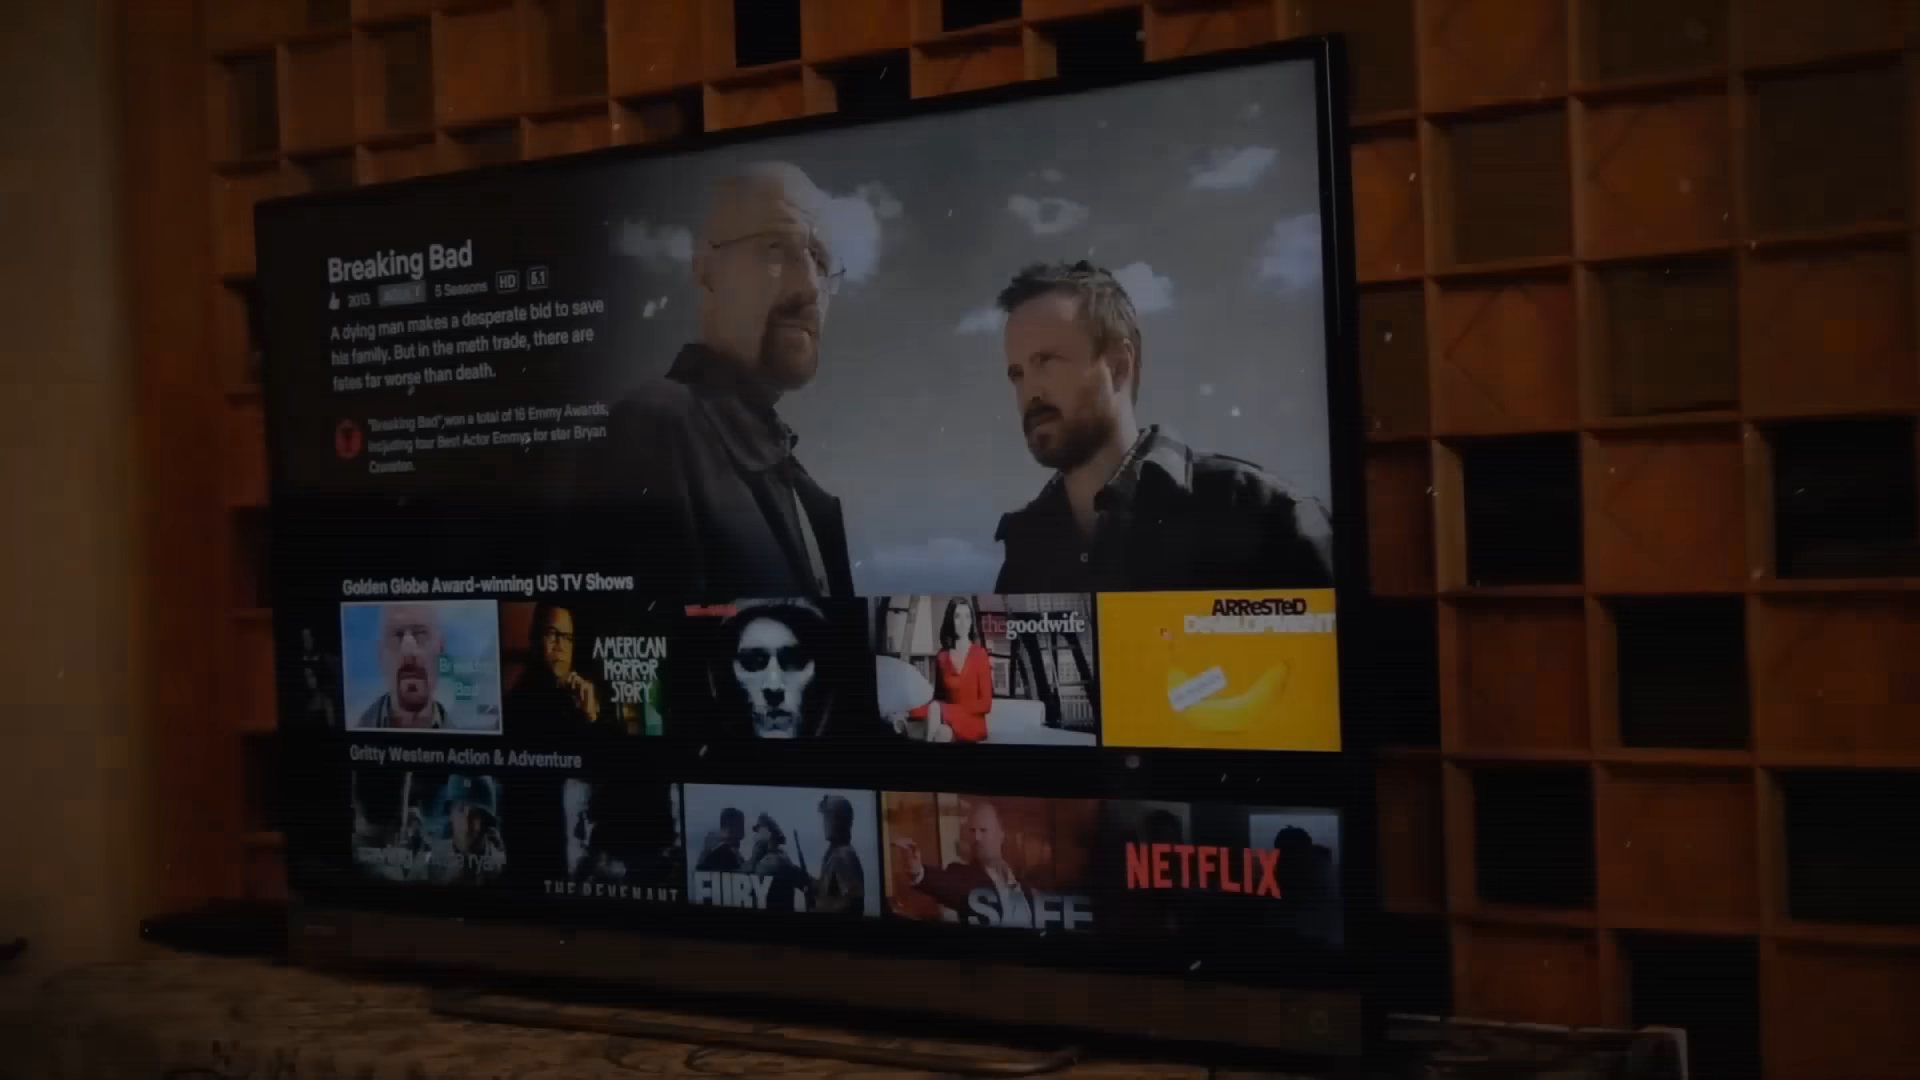 Breaking Bad
2013 5 Seasons HD 5.1
A dying man makes a desperate bid to save
his family. But in the meth trade, there are
fates far worse than death.
"Breaking Bad" won a total of 16 Emmy Awards,
including four Best Actor Emmys for star Bryan
Cranston.
Golden Globe Award-winning US TV Shows
Breaking
Bad
AMERICAN
HORROR
STORY
thegoodwife
ARReSTeD
DEVELOPMENT
Gritty Western Action & Adventure
ryan
THE REVENANT
FURY
SAFE
NETFLIX